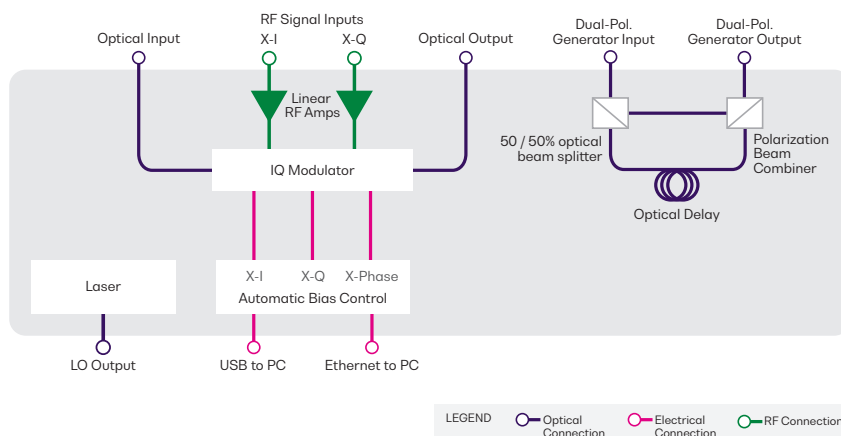 RF Signal Inputs
Optical Input
X-I
X-Q
Optical Output
Dual-Pol.
Generator Input
Dual-Pol.
Generator Output
Linear
RF Amps
50 / 50% optical
beam splitter
Polarization
Beam
Combiner
IQ Modulator
Optical Delay
X-I
X-Q
X-Phase
Automatic Bias Control
Laser
LO Output
USB to PC
Ethernet to PC
LEGEND
Optical
Connection
Electrical
Connection
RF Connection